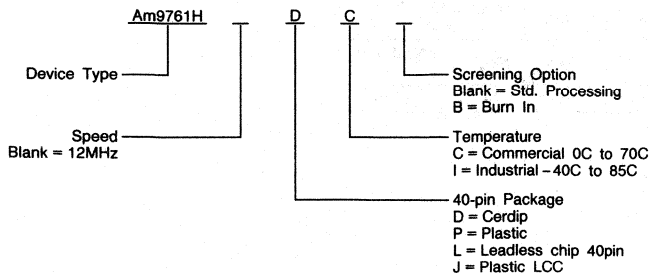 Am9761H _ D C _
Device Type
Screening Option
Blank = Std. Processing
B = Burn In
Speed
Blank = 12MHz
Temperature
C = Commercial 0C to 70C
I = Industrial -40C to 85C
40-pin Package
D = Cerdip
P = Plastic
L = Leadless chip 40pin
J = Plastic LCC